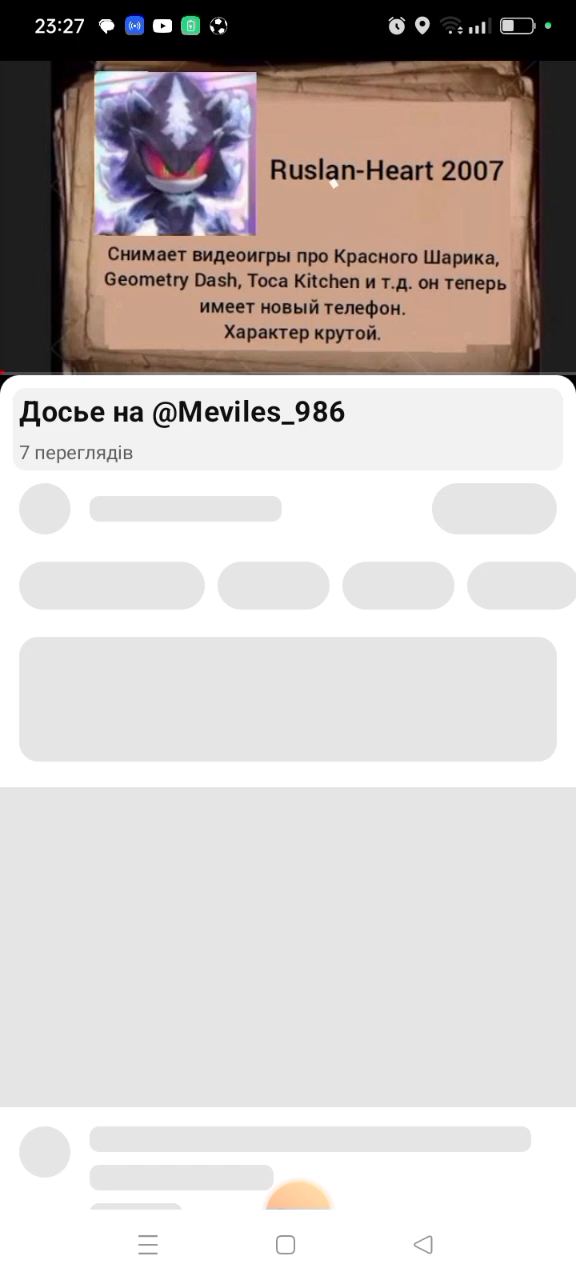 23:27
Ruslan-Heart 2007
Снимает видеоигры про Красного Шарика,
Geometry Dash, Toca Kitchen и т.д. он теперь
имеет новый телефон.
Характер крутой.
Досье на @Meviles_986
7 переглядів